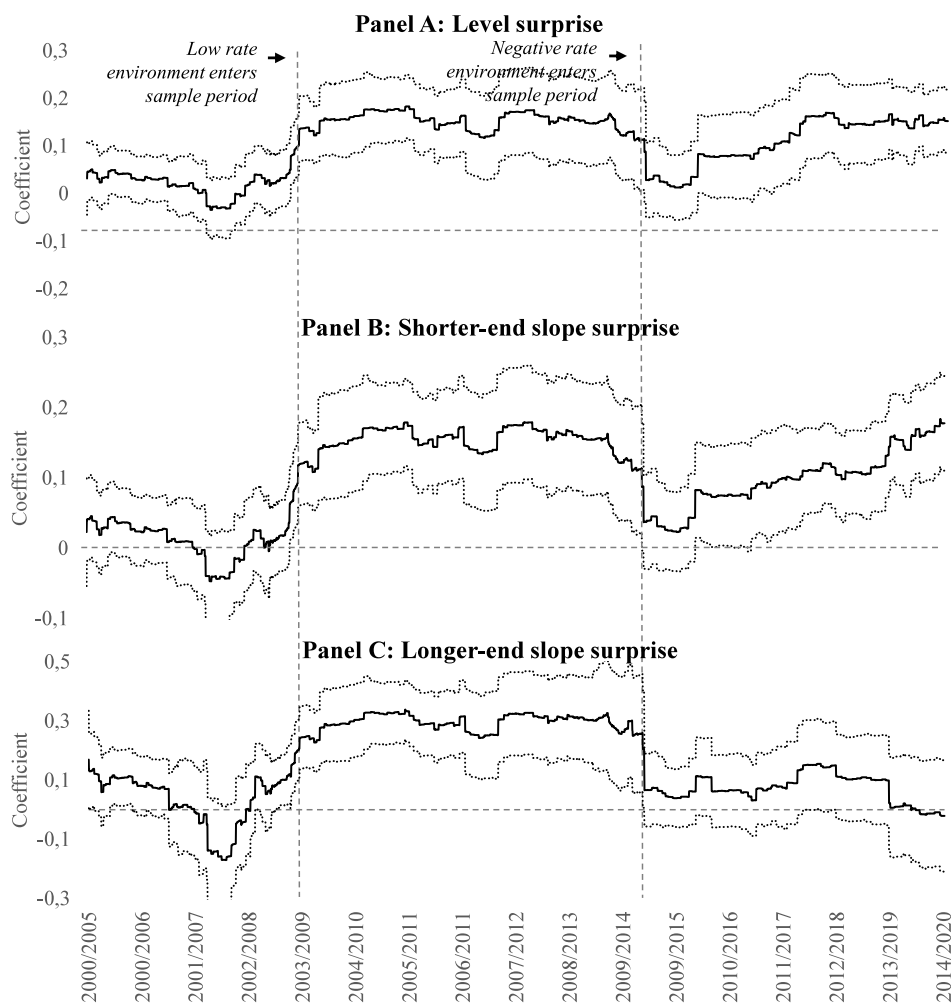 Panel A: Level surprise
0,3
0,2
0,1
0
-0,1
-0,2
Coefficient
Low rate
environment enters
sample period
Negative rate
environment enters
sample period
Panel B: Shorter-end slope surprise
0,3
0,2
0,1
0
-0,1
Coefficient
Panel C: Longer-end slope surprise
0,5
0,3
0,1
-0,1
-0,3
Coefficient
2000/2005
2000/2006
2001/2007
2002/2008
2003/2009
2004/2010
2005/2011
2006/2011
2007/2012
2008/2013
2009/2014
2009/2015
2010/2016
2011/2017
2012/2018
2013/2019
2014/2020